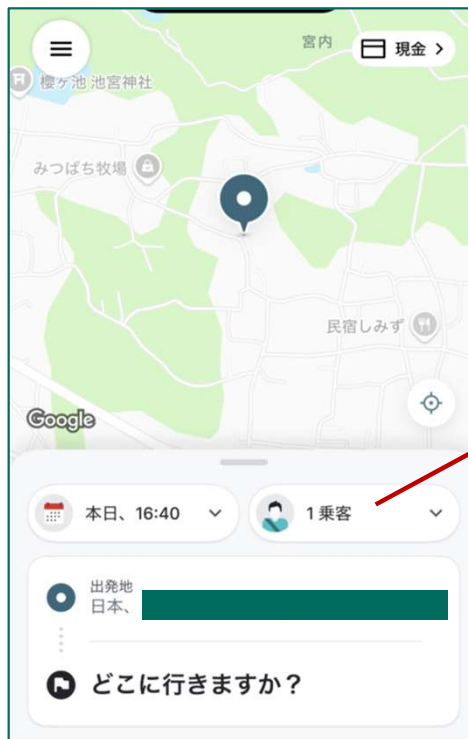 宮内
現金
櫻ヶ池 池宮神社
みつばち牧場
民宿しみず
Google
本日、16:40
1 乗客
出発地
日本、
どこに行きますか？